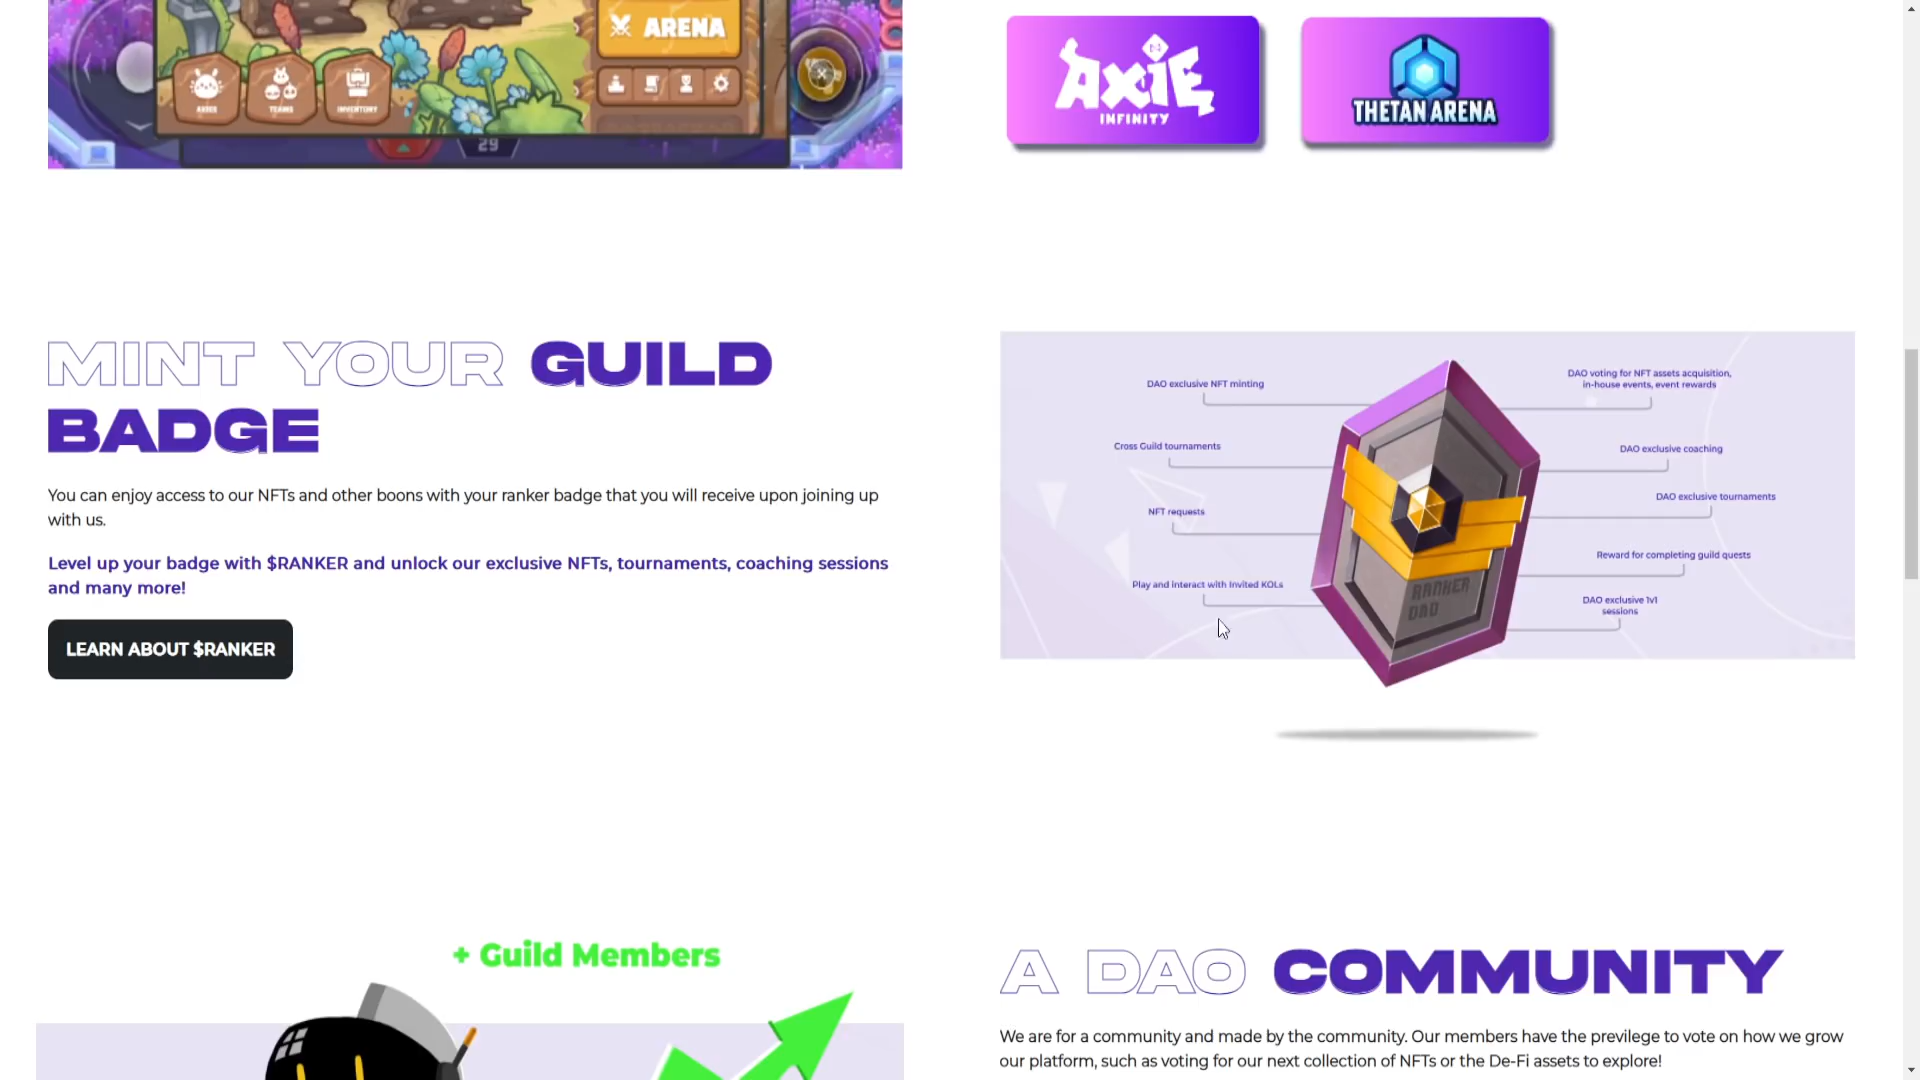 ARENA
AXIES
TEAMS
INVENTORY
29
AXIE
INFINITY
THETAN ARENA
MINT YOUR GUILD
BADGE
You can enjoy access to our NFTs and other boons with your ranker badge that you will receive upon joining up
with us.
Level up your badge with $RANKER and unlock our exclusive NFTs, tournaments, coaching sessions
and many more!
LEARN ABOUT $RANKER
DAO exclusive NFT minting
Cross Guild tournaments
NFT requests
Play and interact with Invited KOLs
RANKER
DAO
DAO voting for NFT assets acquisition,
in-house events, event rewards
DAO exclusive coaching
DAO exclusive tournaments
Reward for completing guild quests
DAO exclusive 1v1
sessions
+ Guild Members
A DAO COMMUNITY
We are for a community and made by the community. Our members have the previlege to vote on how we grow
our platform, such as voting for our next collection of NFTs or the De-Fi assets to explore!